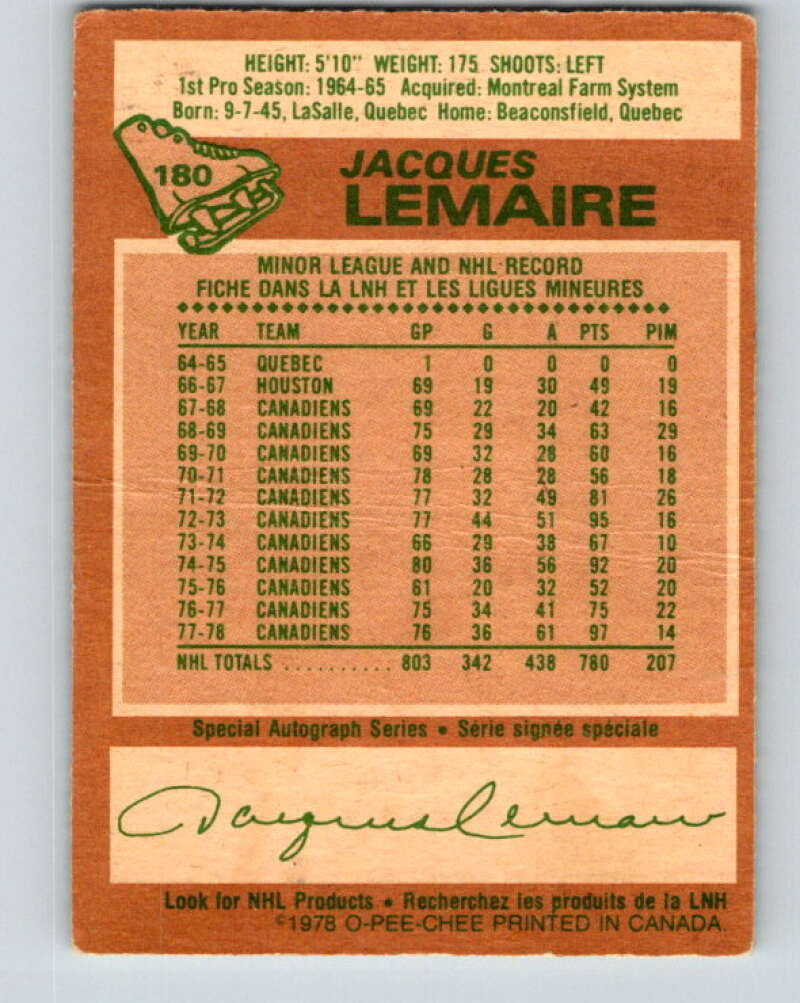 HEIGHT: 5'10" WEIGHT: 175 SHOOTS: LEFT
1st Pro Season: 1964-65 Acquired: Montreal Farm System
Born: 9-7-45, LaSalle, Quebec Home: Beaconsfield, Quebec
180
JACQUES
LEMAIRE
MINOR LEAGUE AND NHL RECORD
FICHE DANS LA LNH ET LES LIGUES MINEURES
YEAR TEAM GP G A PTS PIM
64-65 QUEBEC 1 0 0 0 0
66-67 HOUSTON 69 19 30 49 19
67-68 CANADIENS 69 22 20 42 16
68-69 CANADIENS 75 29 34 63 29
69-70 CANADIENS 69 32 28 60 16
70-71 CANADIENS 78 28 28 56 18
71-72 CANADIENS 77 32 49 81 26
72-73 CANADIENS 77 44 51 95 16
73-74 CANADIENS 66 29 38 67 10
74-75 CANADIENS 80 36 56 92 20
75-76 CANADIENS 61 20 32 52 20
76-77 CANADIENS 75 34 41 75 22
77-78 CANADIENS 76 36 61 97 14
NHL TOTALS .......... 803 342 438 780 207
Special Autograph Series • Série signée spéciale
Jacques Lemaire
Look for NHL Products • Recherchez les produits de la LNH
©1978 O-PEE-CHEE PRINTED IN CANADA.